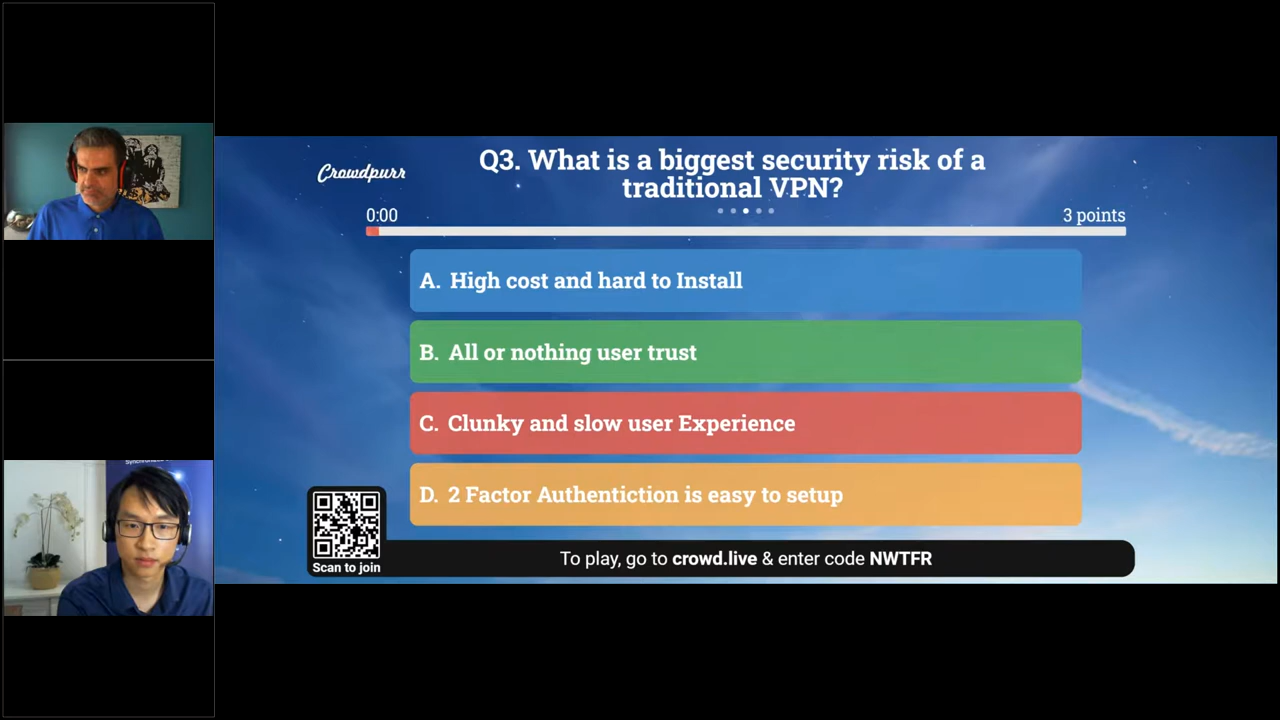 Crowdpurr
Q3. What is a biggest security risk of a
traditional VPN?
0:00
3 points
A. High cost and hard to Install
B. All or nothing user trust
C. Clunky and slow user Experience
D. 2 Factor Authentiction is easy to setup
Scan to join
To play, go to crowd.live & enter code NWTFR